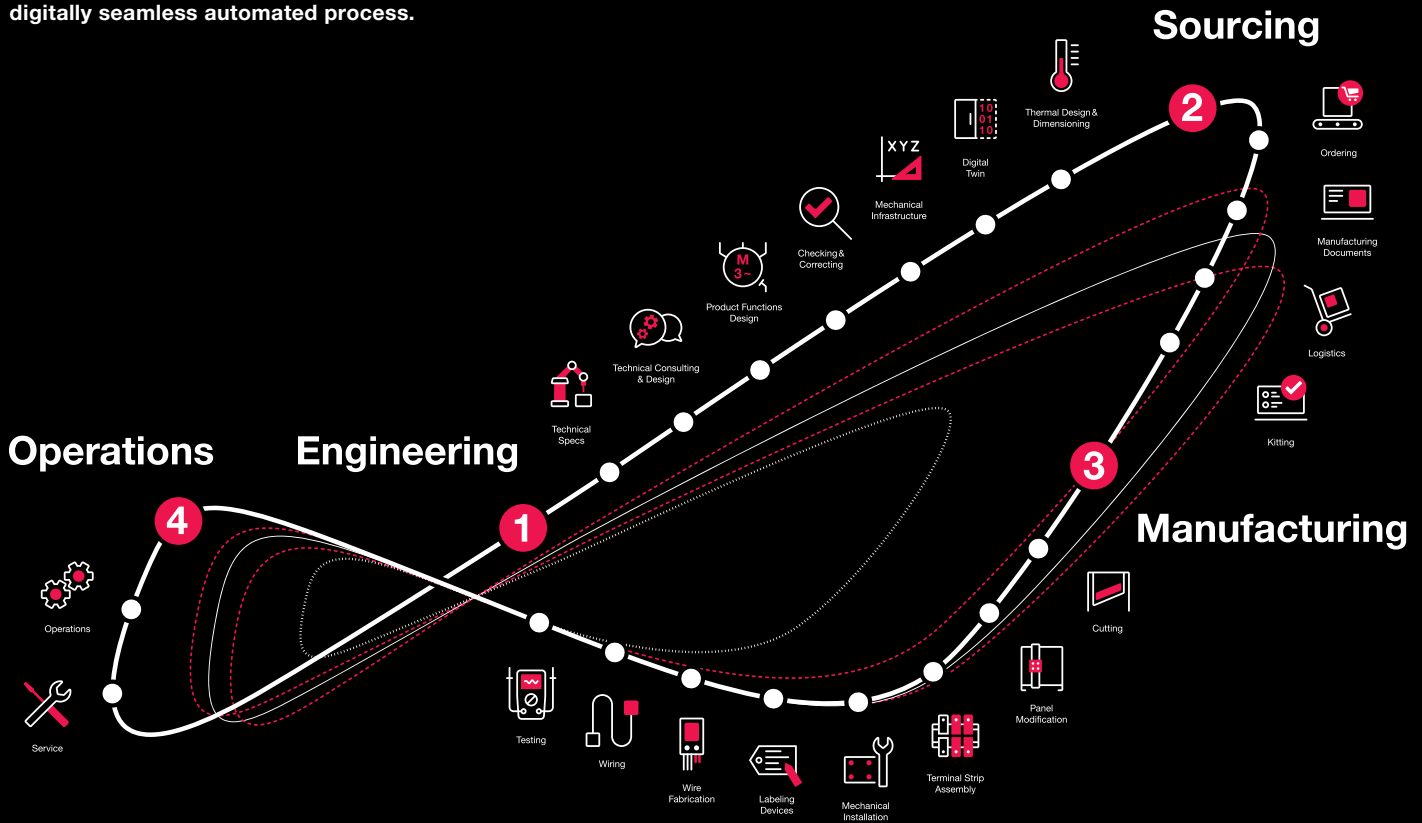 digitally seamless automated process.
Sourcing
2
Thermal Design &
Dimensioning
10
01
10
Digital
Twin
XYZ
Mechanical
Infrastructure
Checking &
Correcting
M
3~
Product Functions
Design
Technical Consulting
& Design
Technical
Specs
Ordering
Manufacturing
Documents
Logistics
Kitting
Operations
Engineering
4
1
3
Manufacturing
Operations
Service
Cutting
Panel
Modification
Terminal Strip
Assembly
Mechanical
Installation
Labeling
Devices
Wire
Fabrication
Wiring
Testing